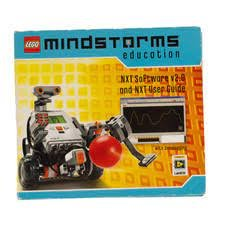 LEGO
mindstorms
education
NXT Software v2.0
and NXT User Guide